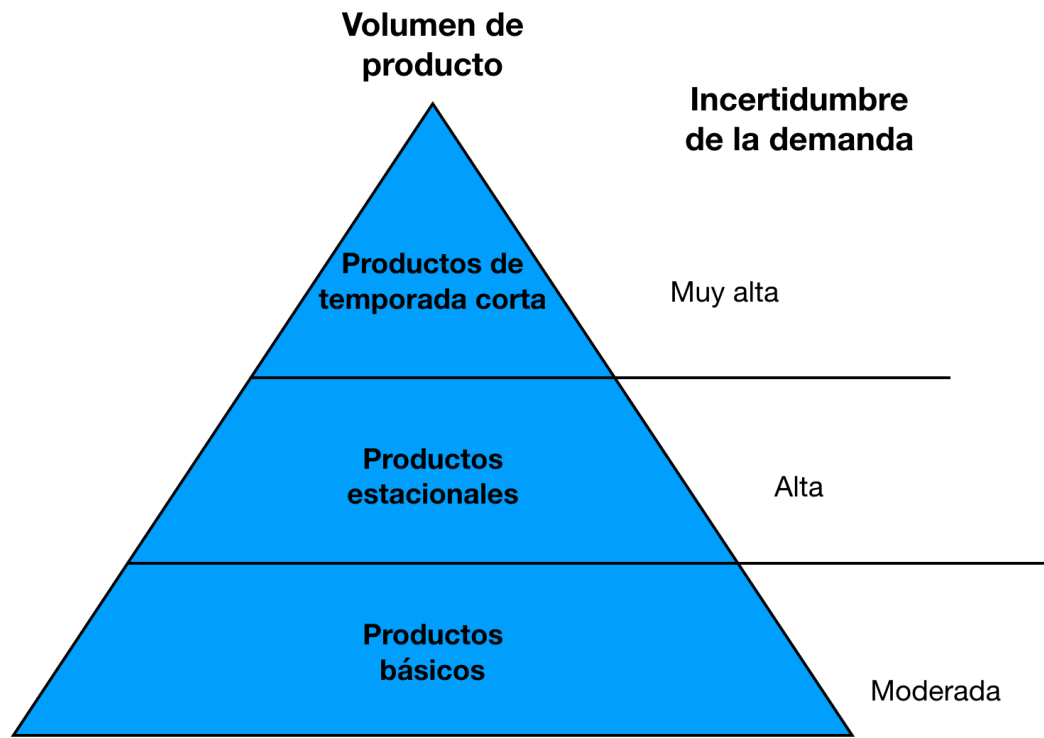 Volumen de
producto
Incertidumbre
de la demanda
Productos de
temporada corta
Muy alta
Productos
estacionales
Alta
Productos
básicos
Moderada